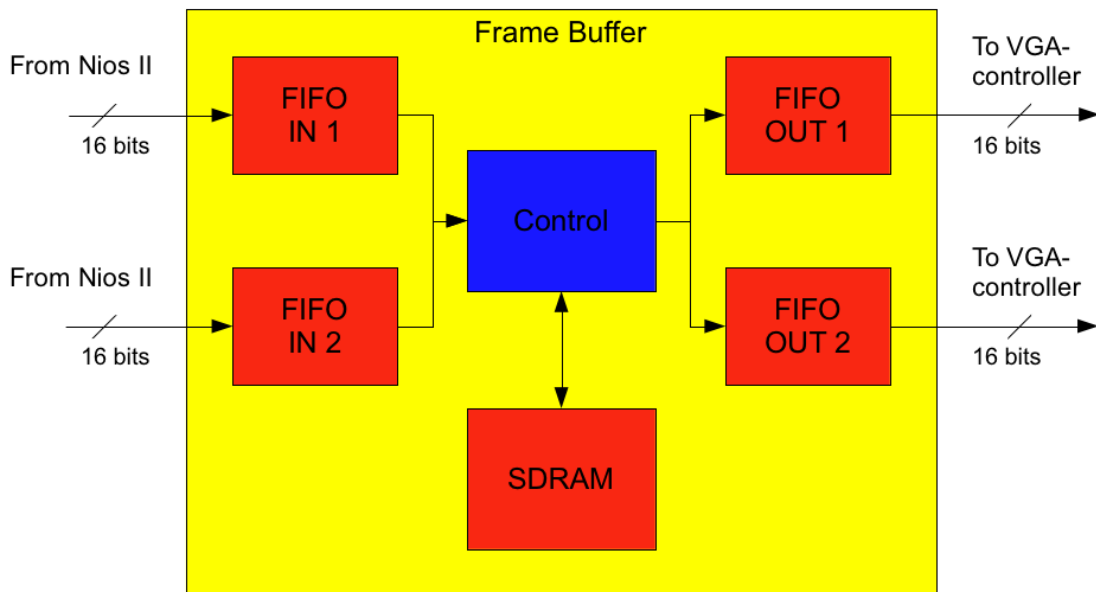 Frame Buffer
From Nios II
16 bits
FIFO
IN 1
FIFO
OUT 1
To VGA-
controller
16 bits
Control
From Nios II
16 bits
FIFO
IN 2
FIFO
OUT 2
To VGA-
controller
16 bits
SDRAM